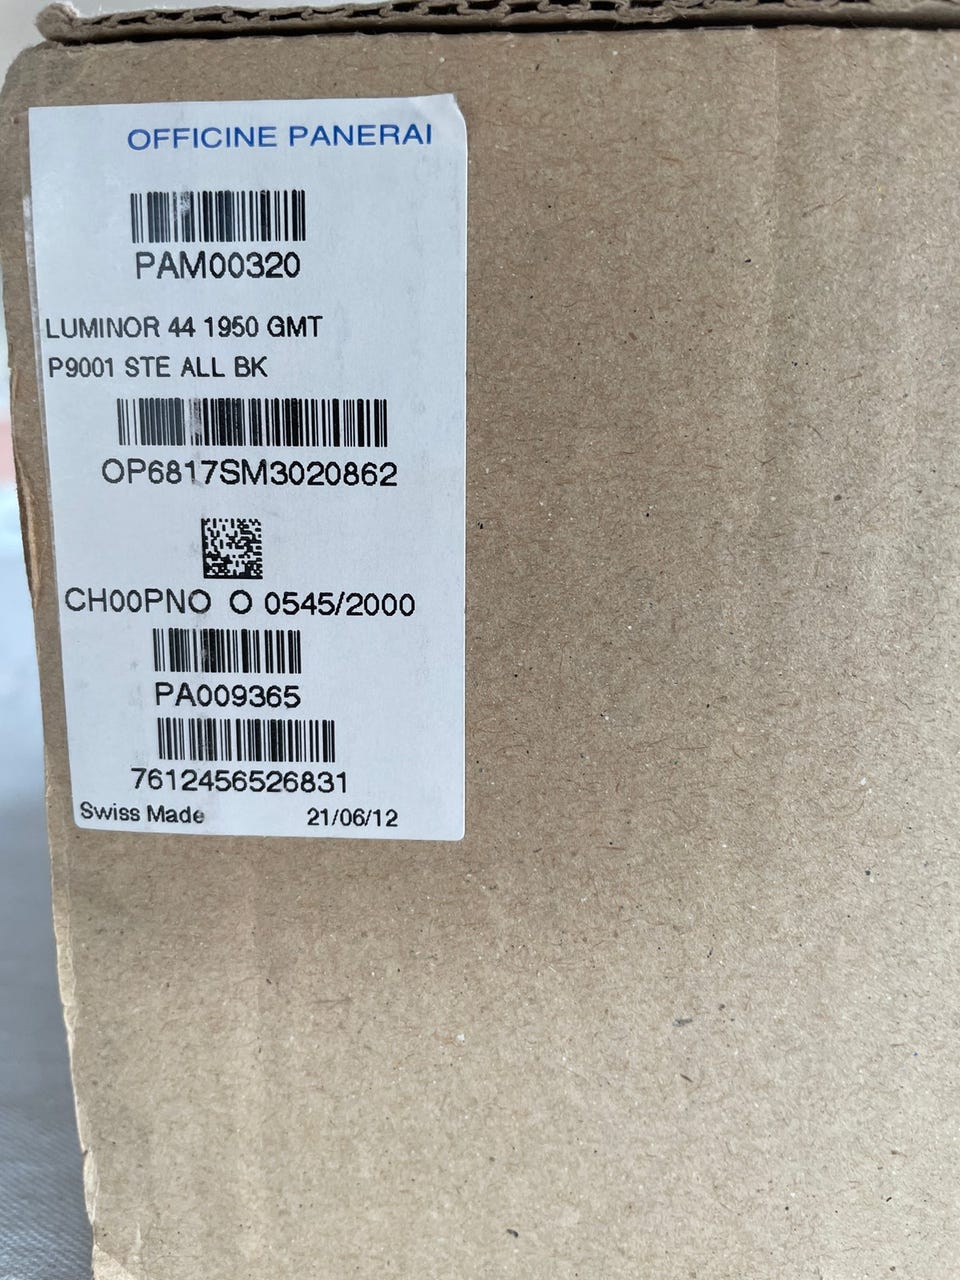 OFFICINE PANERAI
PAM00320
LUMINOR 44 1950 GMT
P9001 STE ALL BK
OP6817SM3020862
CH00PNO O 0545/2000
PA009365
7612456526831
Swiss Made 21/06/12